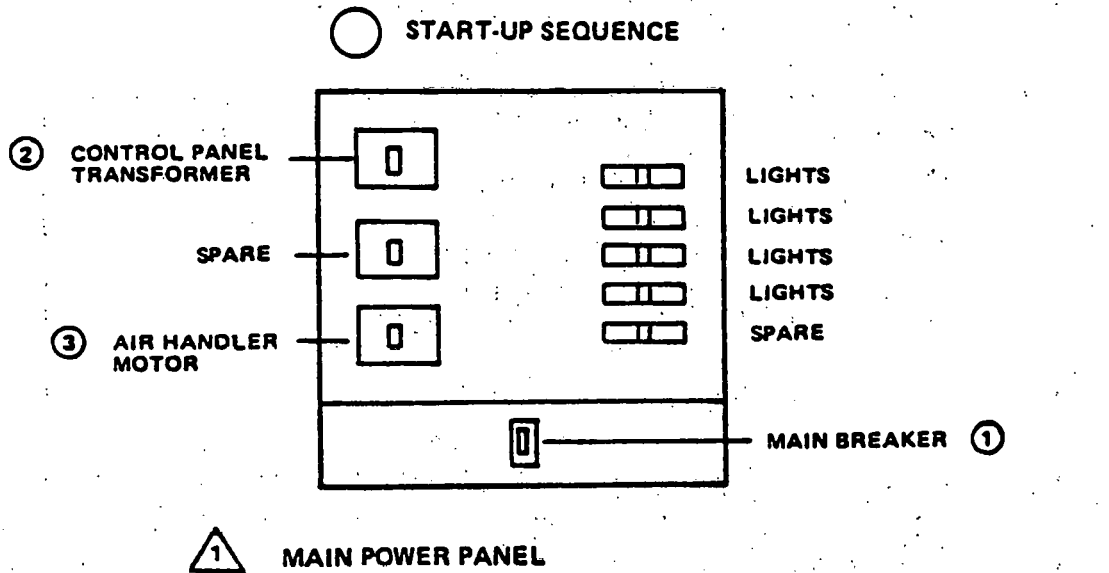 START-UP SEQUENCE
② CONTROL PANEL
TRANSFORMER
SPARE
③ AIR HANDLER
MOTOR
LIGHTS
LIGHTS
LIGHTS
LIGHTS
SPARE
MAIN BREAKER ①
1 MAIN POWER PANEL